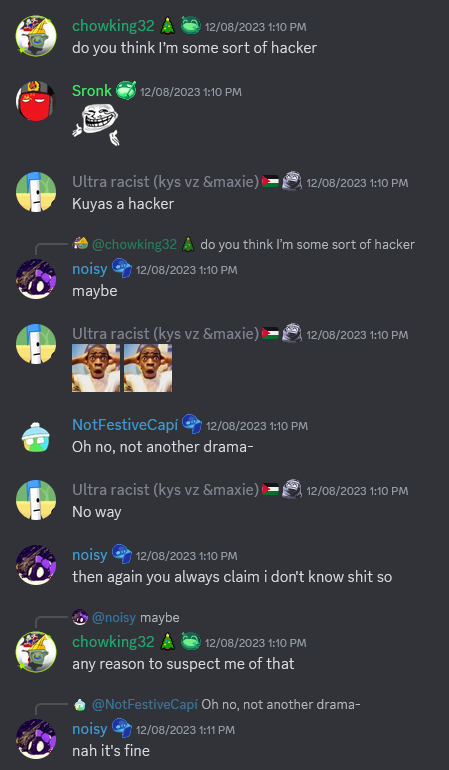 chowking32 12/08/2023 1:10 PM
do you think I’m some sort of hacker
Sronk 12/08/2023 1:10 PM
Ultra racist (kys vz &maxie) 12/08/2023 1:10 PM
Kuyas a hacker
@chowking32 do you think I’m some sort of hacker
noisy 12/08/2023 1:10 PM
maybe
Ultra racist (kys vz &maxie) 12/08/2023 1:10 PM
NotFestiveCapí 12/08/2023 1:10 PM
Oh no, not another drama-
Ultra racist (kys vz &maxie) 12/08/2023 1:10 PM
No way
noisy 12/08/2023 1:10 PM
then again you always claim i don't know shit so
@noisy maybe
chowking32 12/08/2023 1:10 PM
any reason to suspect me of that
@NotFestiveCapí Oh no, not another drama-
noisy 12/08/2023 1:11 PM
nah it's fine